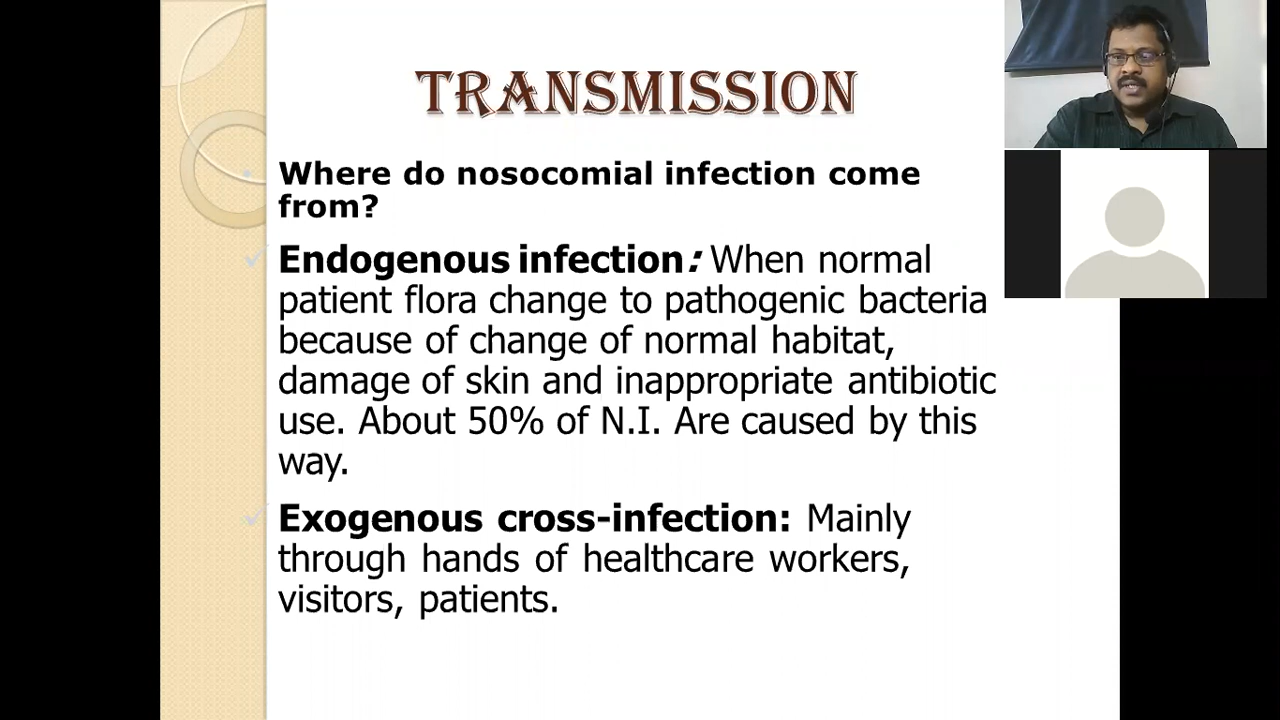 TRANSMISSION
Where do nosocomial infection come
from?
Endogenous infection: When normal
patient flora change to pathogenic bacteria
because of change of normal habitat,
damage of skin and inappropriate antibiotic
use. About 50% of N.I. Are caused by this
way.
Exogenous cross-infection: Mainly
through hands of healthcare workers,
visitors, patients.